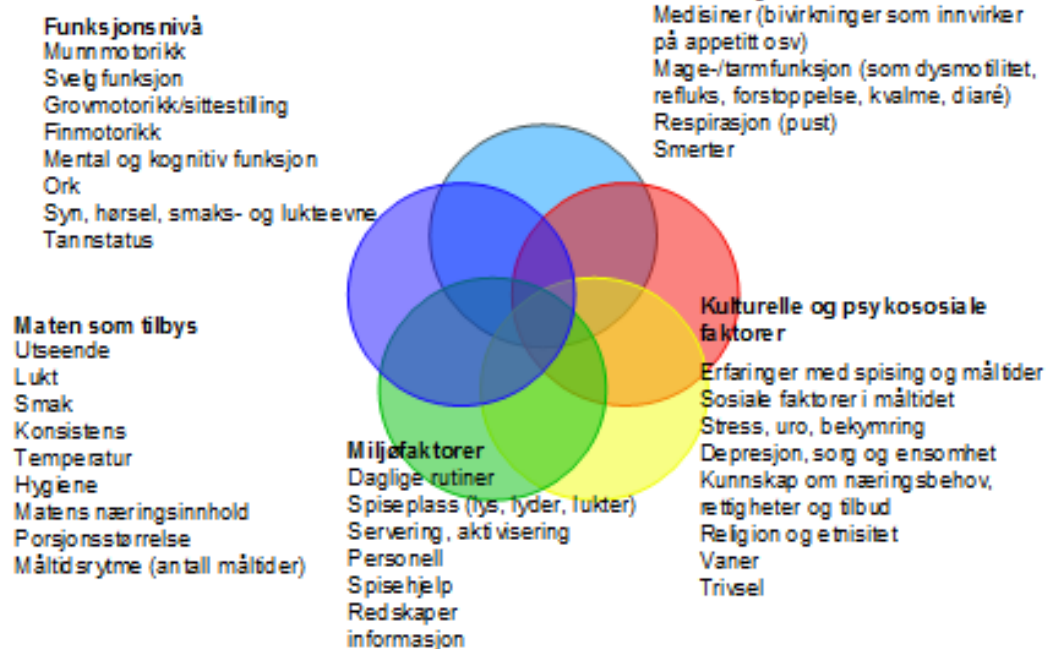 Funksjonsnivå
Munnmotorikk
Svelgfunksjon
Grovmotorikk/sittestilling
Finmotorikk
Mental og kognitiv funksjon
Ork
Syn, hørsel, smaks- og lukteevne
Tannstatus
Medisiner (bivirkninger som innvirker
på appetitt osv)
Mage-/tarmfunksjon (som dysmotilitet,
refluks, forstoppelse, kvalme, diaré)
Respirasjon (pust)
Smerter
Maten som tilbys
Utseende
Lukt
Smak
Konsistens
Temperatur
Hygiene
Matens næringsinnhold
Porsjonsstørrelse
Måltidsrytme (antall måltider)
Miljøfaktorer
Daglige rutiner
Spiseplass (lys, lyder, lukter)
Servering, aktivisering
Personell
Spisehjelp
Redskaper
informasjon
Kulturelle og psykososiale
faktorer
Erfaringer med spising og måltider
Sosiale faktorer i måltidet
Stress, uro, bekymring
Depresjon, sorg og ensomhet
Kunnskap om næringsbehov,
rettigheter og tilbud
Religion og etnisitet
Vaner
Trivsel